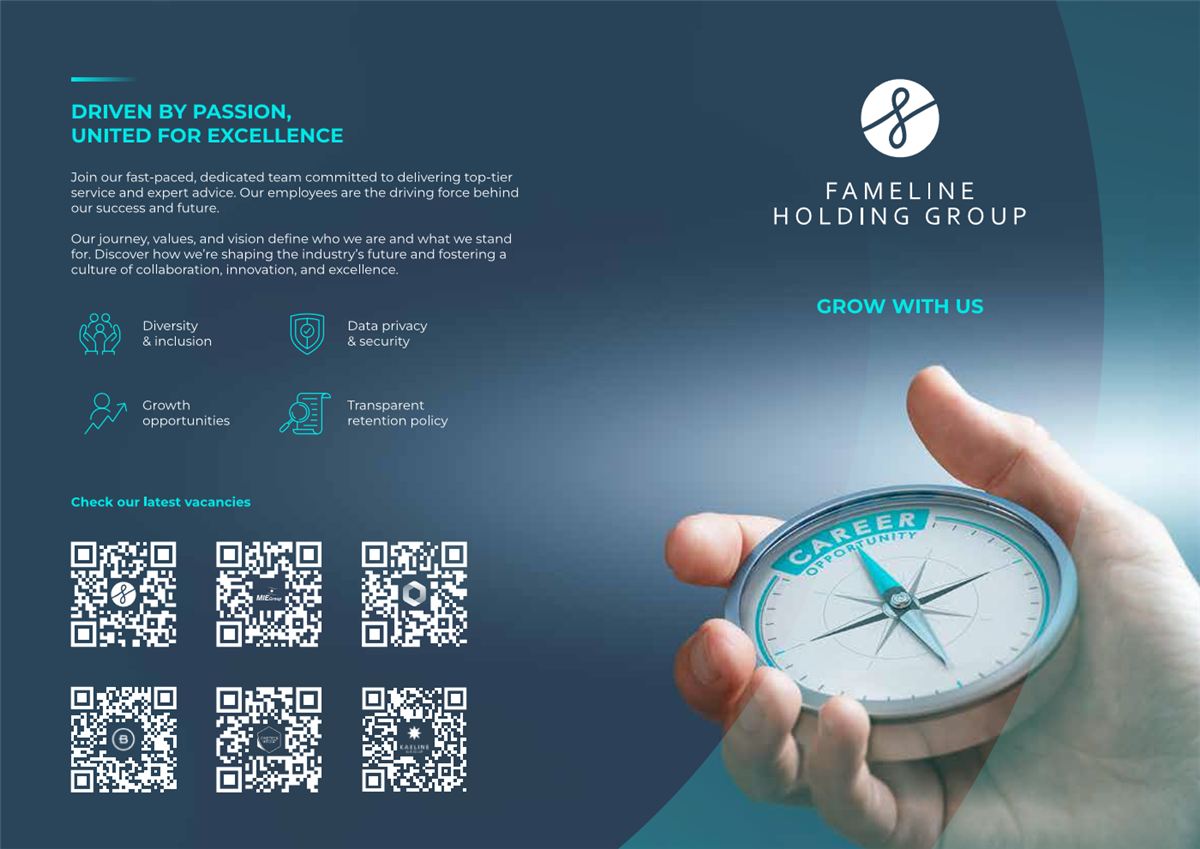 DRIVEN BY PASSION,
UNITED FOR EXCELLENCE
Join our fast-paced, dedicated team committed to delivering top-tier
service and expert advice. Our employees are the driving force behind
our success and future.
Our journey, values, and vision define who we are and what we stand
for. Discover how we’re shaping the industry’s future and fostering a
culture of collaboration, innovation, and excellence.
Diversity
& inclusion
Data privacy
& security
Growth
opportunities
Transparent
retention policy
Check our latest vacancies
MIE Group
B
KAELINE
FAMELINE
HOLDING GROUP
GROW WITH US
CAREER
OPPORTUNITY